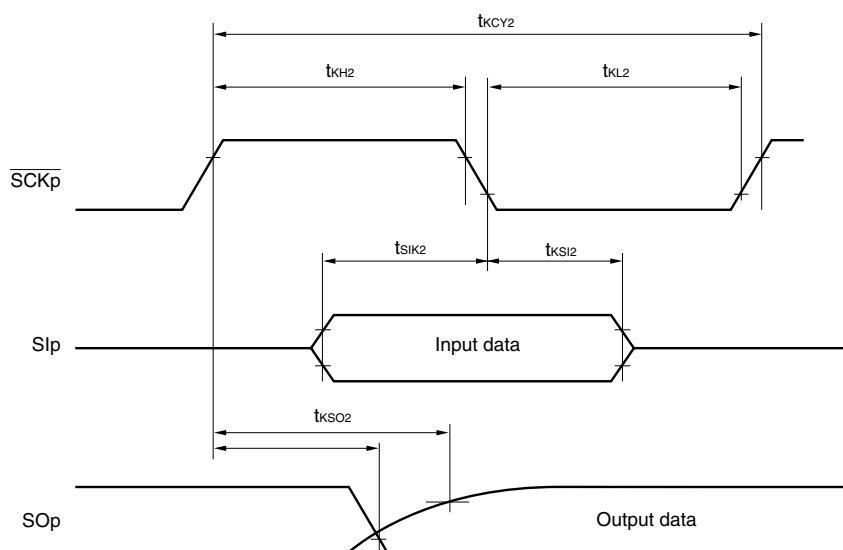 tKCY2
tKH2
tKL2
SCKp
tSIK2
tKSI2
SIp
Input data
tKSO2
SOp
Output data